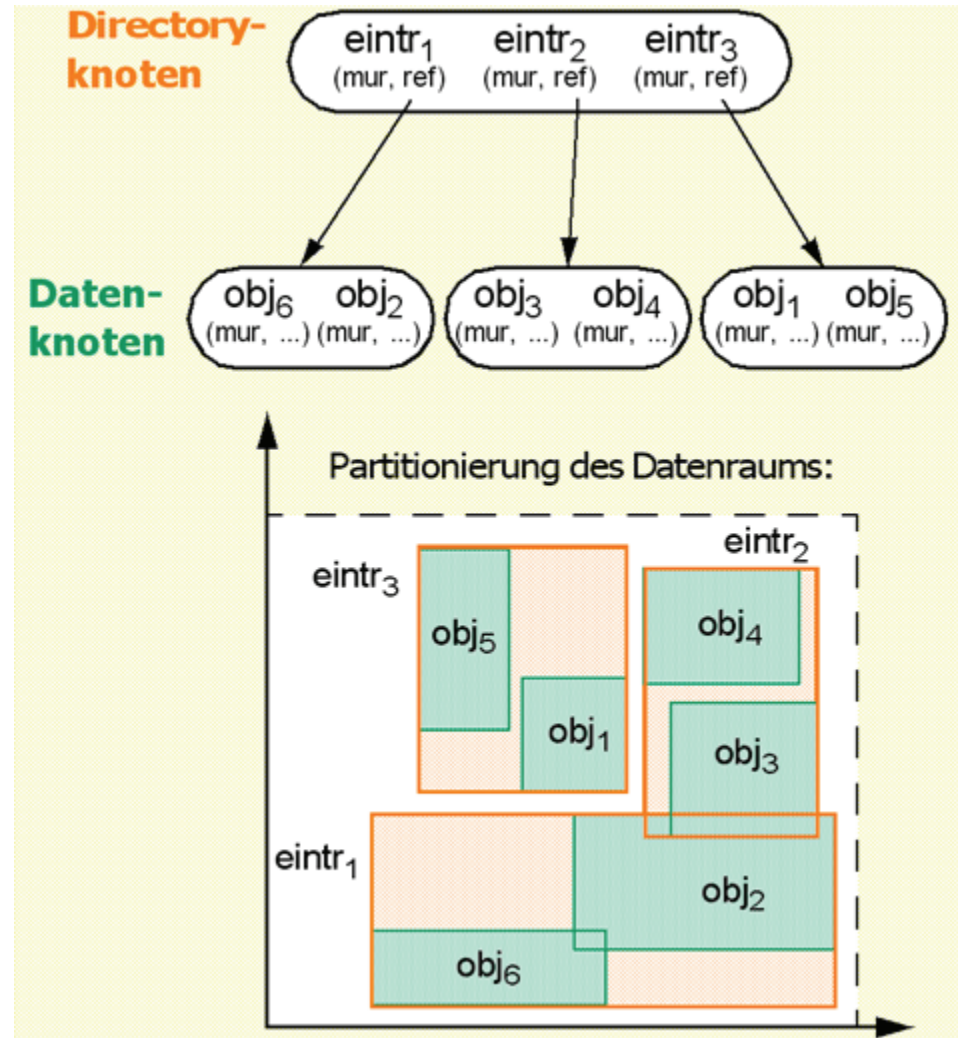 Directory-
knoten
eintr₁ eintr₂ eintr₃
(mur, ref) (mur, ref) (mur, ref)
Daten-
knoten
obj₆ obj₂ obj₃ obj₄ obj₁ obj₅
(mur, ...) (mur, ...) (mur, ...) (mur, ...) (mur, ...) (mur, ...)
Partitionierung des Datenraums:
eintr₂
eintr₃
obj₄
obj₅
obj₁
obj₃
eintr₁
obj₂
obj₆